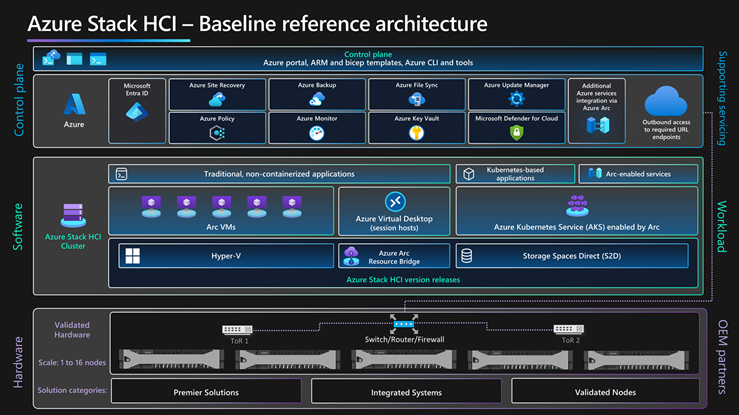 Azure Stack HCI – Baseline reference architecture
Control plane
Azure portal, ARM and bicep templates, Azure CLI and tools
Control plane
Supporting servicing
Azure
Microsoft
Entra ID
Azure Site Recovery
Azure Backup
Azure File Sync
Azure Update Manager
Azure Policy
Azure Monitor
Azure Key Vault
Microsoft Defender for Cloud
Additional
Azure services
integration via
Azure Arc
Outbound access
to required URL
endpoints
Software
Workload
Azure Stack HCI
Cluster
Traditional, non-containerized applications
Kubernetes-based
applications
Arc-enabled services
Arc VMs
Azure Virtual Desktop
(session hosts)
Azure Kubernetes Service (AKS) enabled by Arc
Hyper-V
Azure Arc
Resource Bridge
Storage Spaces Direct (S2D)
Azure Stack HCI version releases
Hardware
OEM partners
Validated
Hardware
Scale: 1 to 16 nodes
ToR 1
Switch/Router/Firewall
ToR 2
Solution categories:
Premier Solutions
Integrated Systems
Validated Nodes